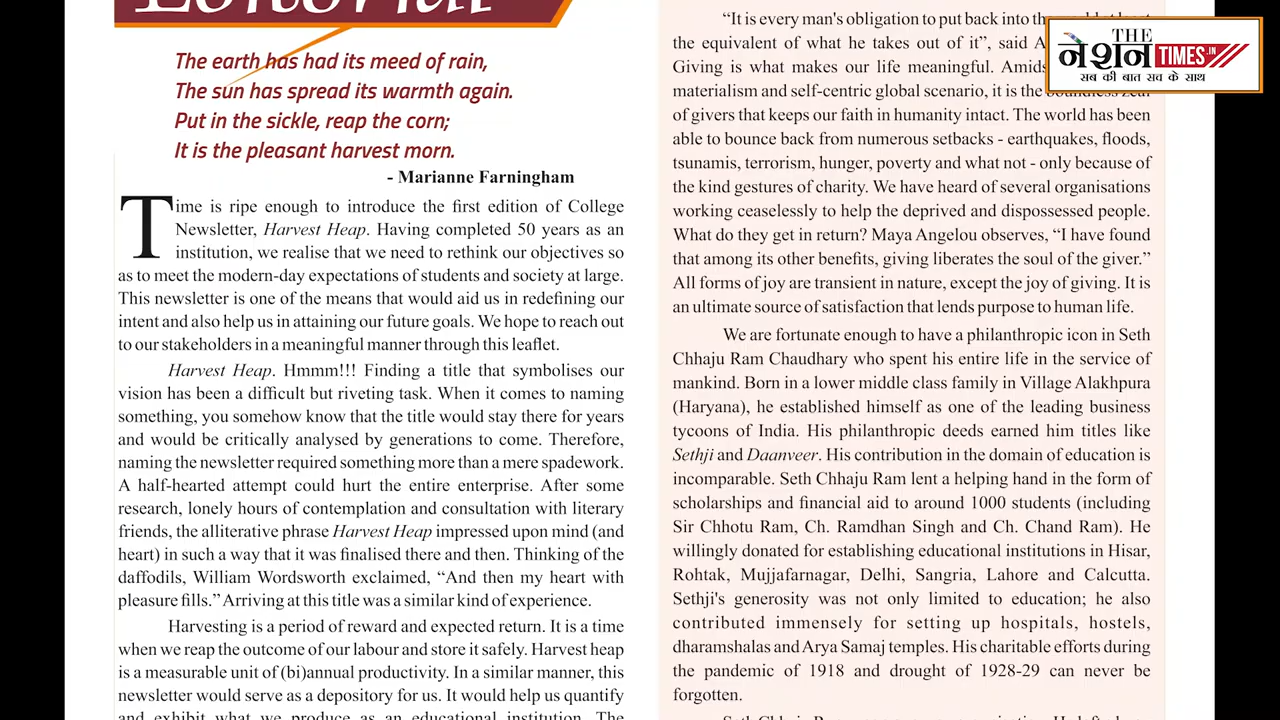 Editorial
The earth has had its meed of rain,
The sun has spread its warmth again.
Put in the sickle, reap the corn;
It is the pleasant harvest morn.
- Marianne Farningham
Time is ripe enough to introduce the first edition of College
Newsletter, Harvest Heap. Having completed 50 years as an
institution, we realise that we need to rethink our objectives so
as to meet the modern-day expectations of students and society at large.
This newsletter is one of the means that would aid us in redefining our
intent and also help us in attaining our future goals. We hope to reach out
to our stakeholders in a meaningful manner through this leaflet.
Harvest Heap. Hmmm!!! Finding a title that symbolises our
vision has been a difficult but riveting task. When it comes to naming
something, you somehow know that the title would stay there for years
and would be critically analysed by generations to come. Therefore,
naming the newsletter required something more than a mere spadework.
A half-hearted attempt could hurt the entire enterprise. After some
research, lonely hours of contemplation and consultation with literary
friends, the alliterative phrase Harvest Heap impressed upon mind (and
heart) in such a way that it was finalised there and then. Thinking of the
daffodils, William Wordsworth exclaimed, “And then my heart with
pleasure fills.” Arriving at this title was a similar kind of experience.
Harvesting is a period of reward and expected return. It is a time
when we reap the outcome of our labour and store it safely. Harvest heap
is a measurable unit of (bi)annual productivity. In a similar manner, this
newsletter would serve as a depository for us. It would help us quantify
and exhibit what we produce as an educational institution. The
“It is every man's obligation to put back into the world at least
the equivalent of what he takes out of it”, said A
Giving is what makes our life meaningful. Amids
materialism and self-centric global scenario, it is the boundless zeal
of givers that keeps our faith in humanity intact. The world has been
able to bounce back from numerous setbacks - earthquakes, floods,
tsunamis, terrorism, hunger, poverty and what not - only because of
the kind gestures of charity. We have heard of several organisations
working ceaselessly to help the deprived and dispossessed people.
What do they get in return? Maya Angelou observes, “I have found
that among its other benefits, giving liberates the soul of the giver.”
All forms of joy are transient in nature, except the joy of giving. It is
an ultimate source of satisfaction that lends purpose to human life.
We are fortunate enough to have a philanthropic icon in Seth
Chhaju Ram Chaudhary who spent his entire life in the service of
mankind. Born in a lower middle class family in Village Alakhpura
(Haryana), he established himself as one of the leading business
tycoons of India. His philanthropic deeds earned him titles like
Sethji and Daanveer. His contribution in the domain of education is
incomparable. Seth Chhaju Ram lent a helping hand in the form of
scholarships and financial aid to around 1000 students (including
Sir Chhotu Ram, Ch. Ramdhan Singh and Ch. Chand Ram). He
willingly donated for establishing educational institutions in Hisar,
Rohtak, Mujjafarnagar, Delhi, Sangria, Lahore and Calcutta.
Sethji's generosity was not only limited to education; he also
contributed immensely for setting up hospitals, hostels,
dharamshalas and Arya Samaj temples. His charitable efforts during
the pandemic of 1918 and drought of 1928-29 can never be
forgotten.
THE
नेशन TIMES.IN
सब की बात सच के साथ